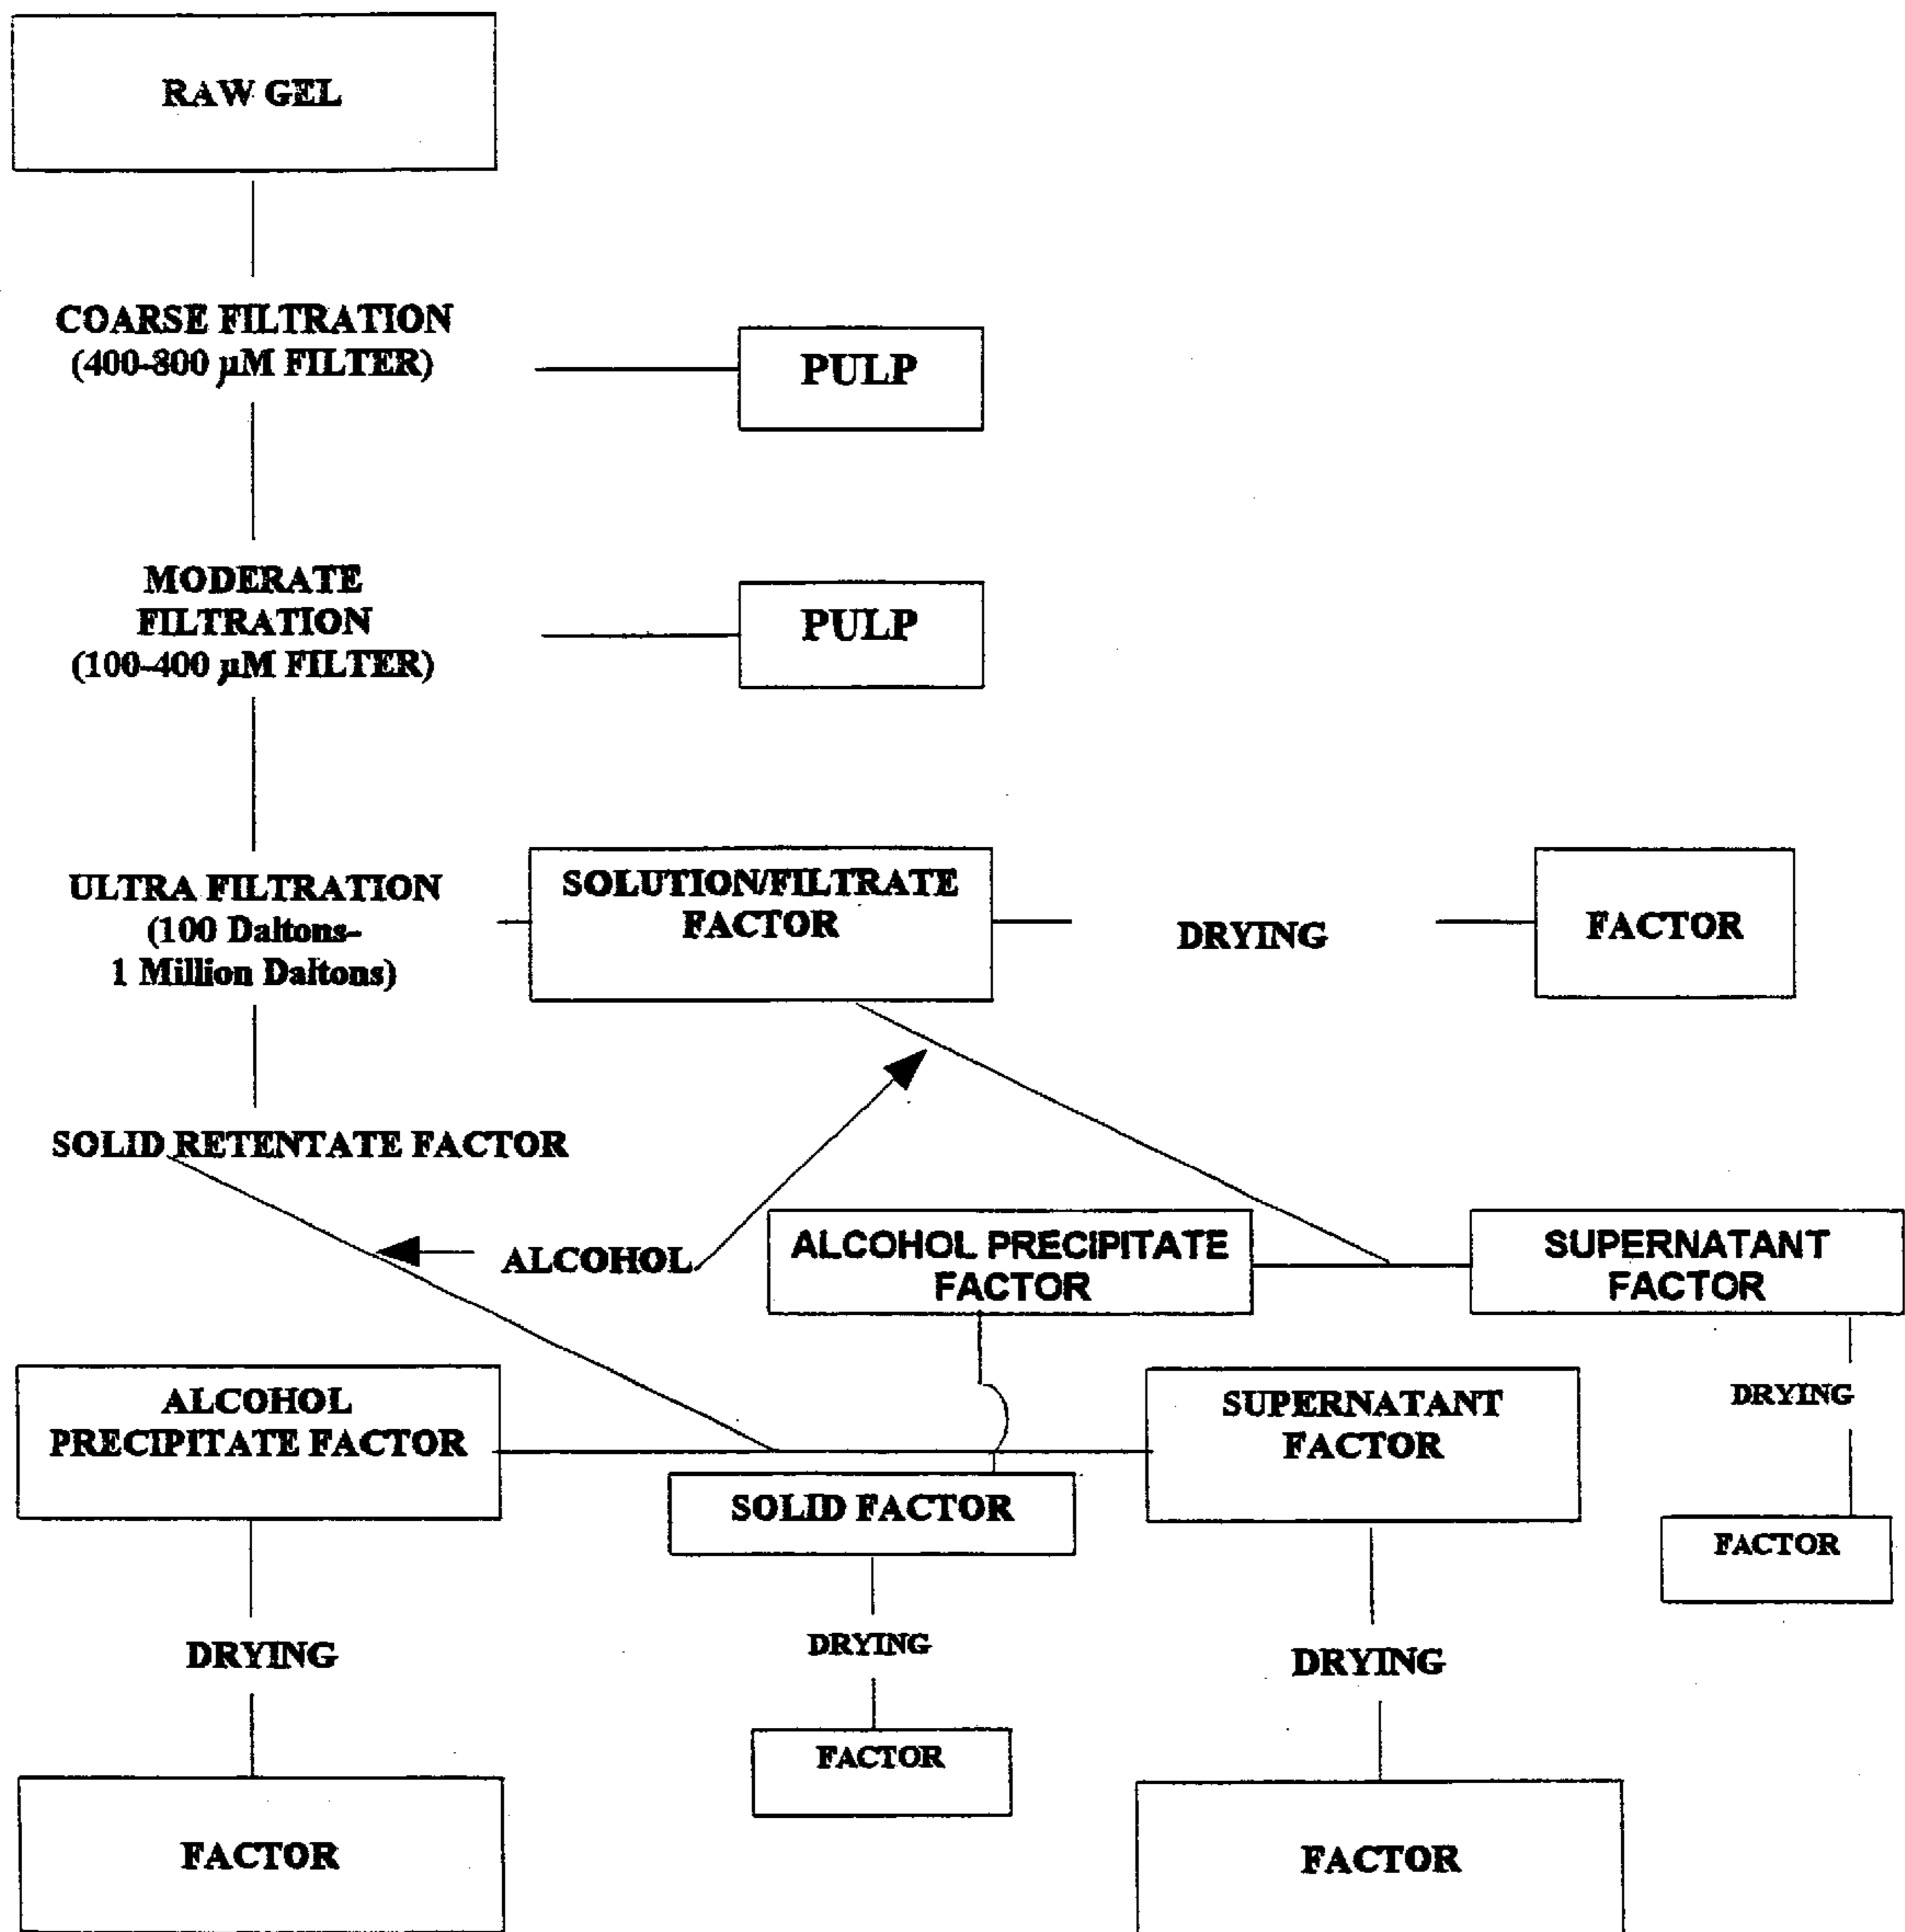 RAW GEL
COARSE FILTRATION
(400-800 µM FILTER)
PULP
MODERATE
FILTRATION
(100-400 µM FILTER)
PULP
ULTRA FILTRATION
(100 Daltons-
1 Million Daltons)
SOLUTION/FILTRATE
FACTOR
DRYING
FACTOR
SOLID RETENTATE FACTOR
ALCOHOL
ALCOHOL PRECIPITATE
FACTOR
SUPERNATANT
FACTOR
DRYING
FACTOR
ALCOHOL
PRECIPITATE FACTOR
SUPERNATANT
FACTOR
SOLID FACTOR
DRYING
DRYING
DRYING
FACTOR
FACTOR
FACTOR